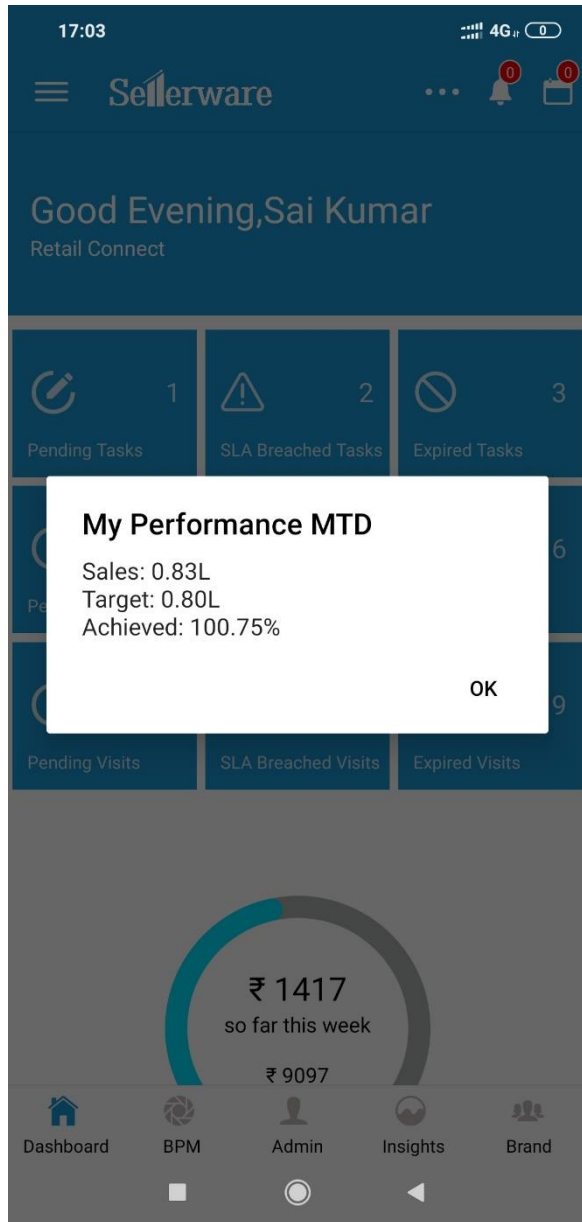 17:03
4G
0
Sellerware
0
0
Good Evening,Sai Kumar
Retail Connect
1
2
3
Pending Tasks
SLA Breached Tasks
Expired Tasks
My Performance MTD
Sales: 0.83L
Target: 0.80L
Achieved: 100.75%
OK
Pe
6
9
Pending Visits
SLA Breached Visits
Expired Visits
₹ 1417
so far this week
₹ 9097
Dashboard
BPM
Admin
Insights
Brand